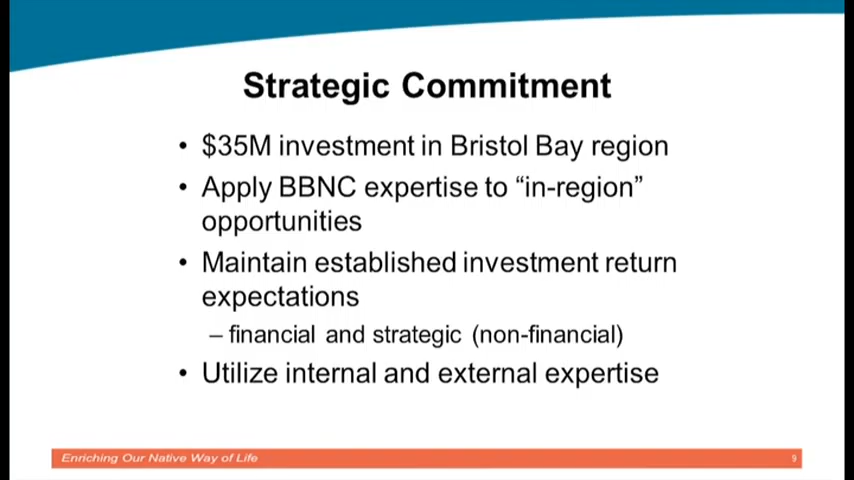 Strategic Commitment
• $35M investment in Bristol Bay region
• Apply BBNC expertise to “in-region”
opportunities
• Maintain established investment return
expectations
– financial and strategic (non-financial)
• Utilize internal and external expertise
Enriching Our Native Way of Life
9